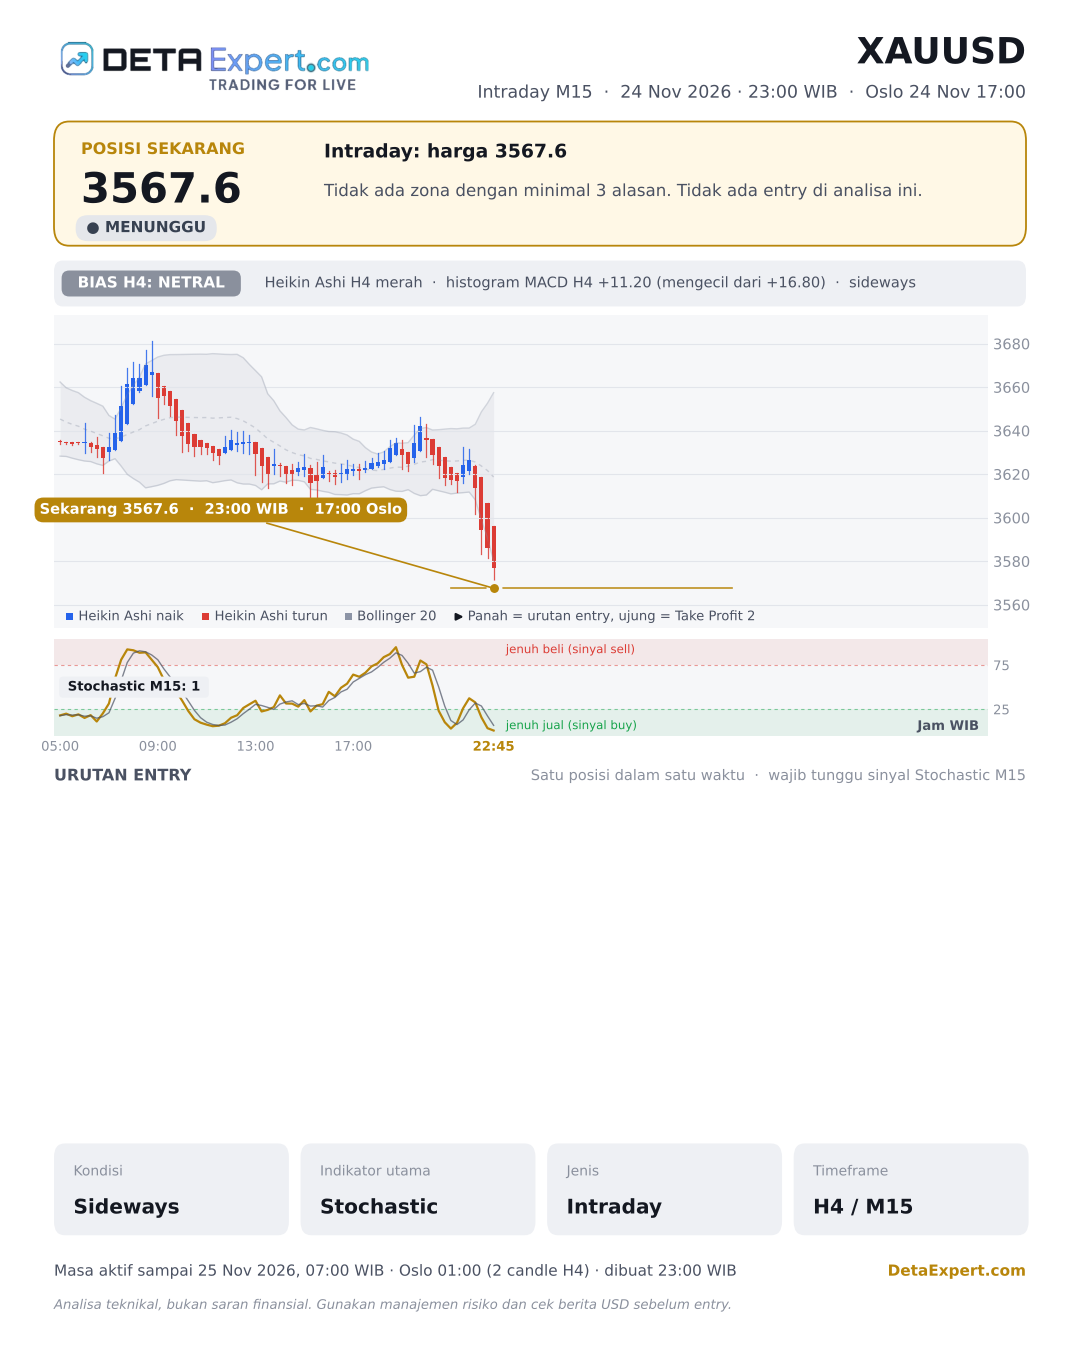 DETA Expert.com
TRADING FOR LIVE
XAUUSD
Intraday M15 · 24 Nov 2026 · 23:00 WIB · Oslo 24 Nov 17:00
POSISI SEKARANG
3567.6
● MENUNGGU
Intraday: harga 3567.6
Tidak ada zona dengan minimal 3 alasan. Tidak ada entry di analisa ini.
BIAS H4: NETRAL
Heikin Ashi H4 merah · histogram MACD H4 +11.20 (mengecil dari +16.80) · sideways
3680
3660
3640
3620
3600
3580
3560
Sekarang 3567.6 · 23:00 WIB · 17:00 Oslo
Heikin Ashi naik
Heikin Ashi turun
Bollinger 20
Panah = urutan entry, ujung = Take Profit 2
jenuh beli (sinyal sell)
75
Stochastic M15: 1
25
jenuh jual (sinyal buy)
Jam WIB
05:00 09:00 13:00 17:00 22:45
URUTAN ENTRY
Satu posisi dalam satu waktu · wajib tunggu sinyal Stochastic M15
Kondisi
Sideways
Indikator utama
Stochastic
Jenis
Intraday
Timeframe
H4 / M15
Masa aktif sampai 25 Nov 2026, 07:00 WIB · Oslo 01:00 (2 candle H4) · dibuat 23:00 WIB
DetaExpert.com
Analisa teknikal, bukan saran finansial. Gunakan manajemen risiko dan cek berita USD sebelum entry.